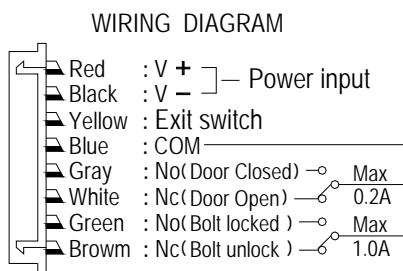 WIRING DIAGRAM
Red : V + Power input
Black : V −
Yellow : Exit switch
Blue : COM
Gray : No(Door Closed) Max
White : Nc(Door Open) 0.2A
Green : No(Bolt locked) Max
Browm : Nc(Bolt unlock ) 1.0A